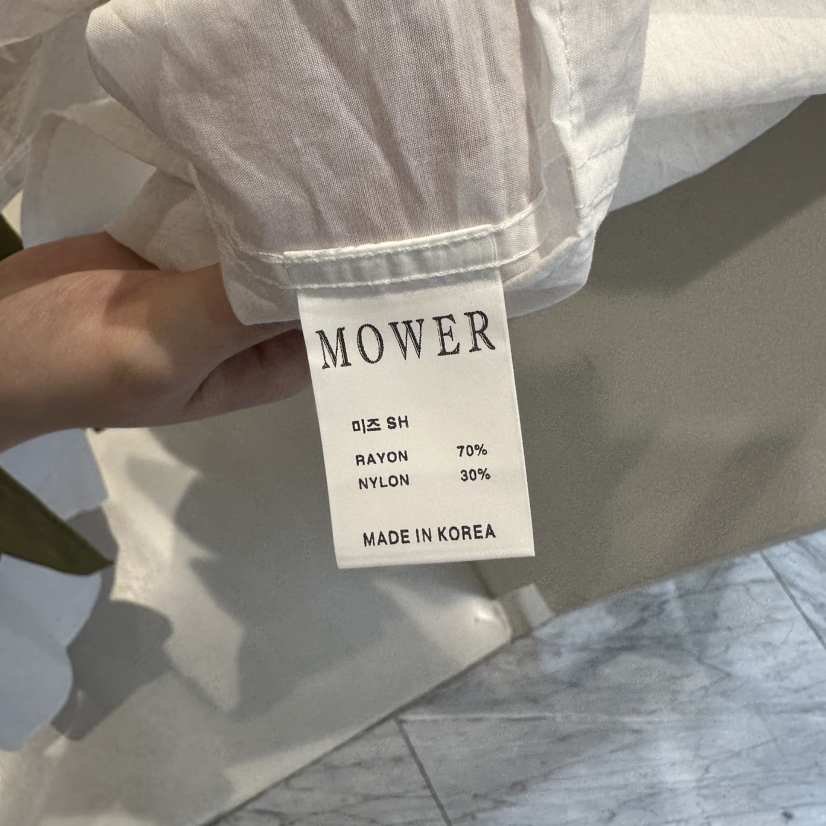 MOWER
미즈 SH
RAYON 70%
NYLON 30%
MADE IN KOREA